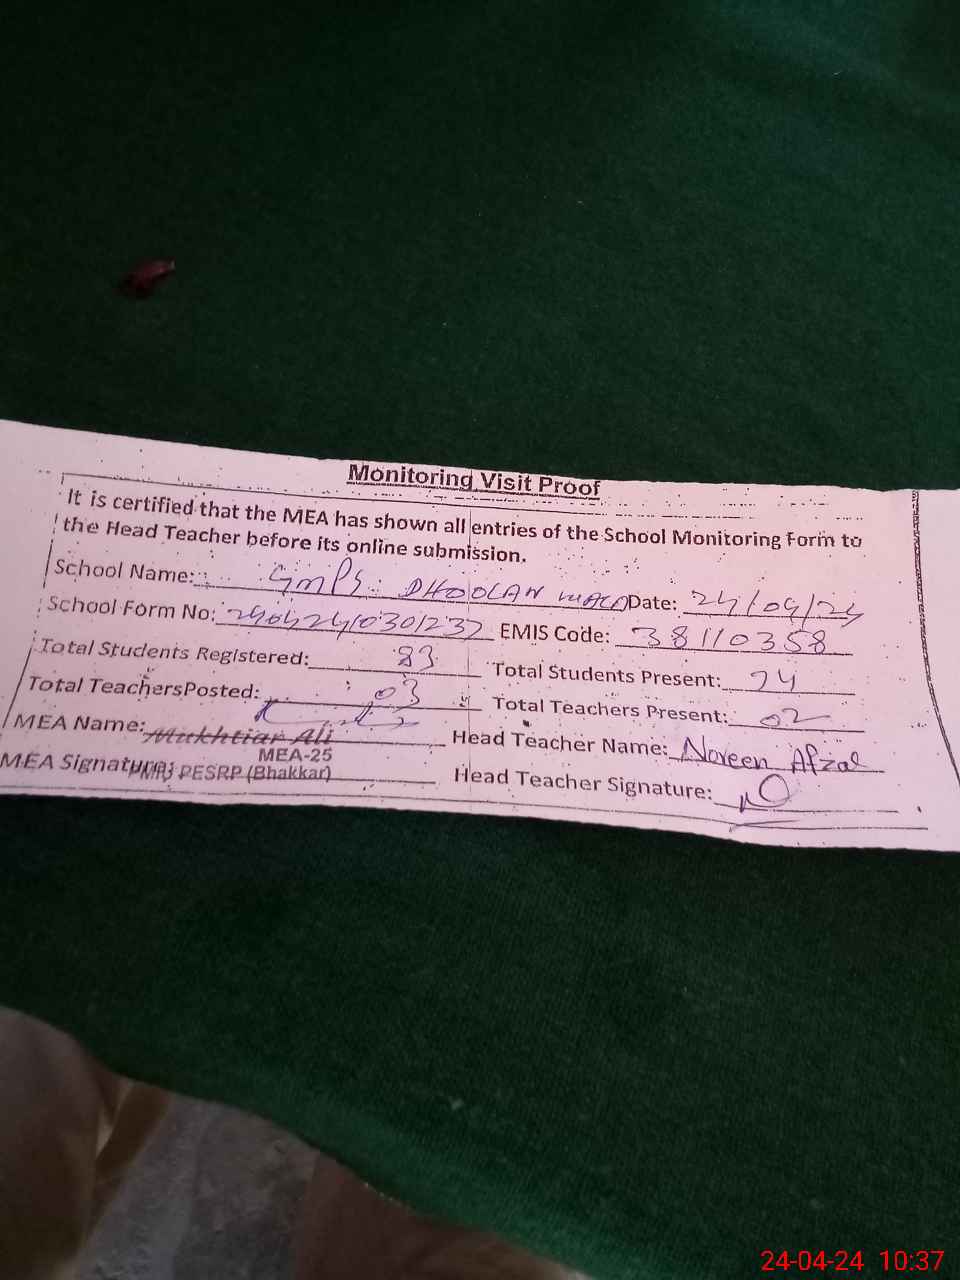 Monitoring Visit Proof
It is certified that the MEA has shown all entries of the School Monitoring Form to
the Head Teacher before its online submission.
School Name: GMPS DHOOLAN WALA Date: 24/04/24
School Form No: EMIS Code: 38110358
Total Students Registered: 83 Total Students Present: 74
Total TeachersPosted: 03 Total Teachers Present: 02
MEA Name: Mukhtiar Ali Head Teacher Name: Noreen Afzal
MEA-25
MEA Signature: PMIU PESRP (Bhakkar) Head Teacher Signature:
24-04-24 10:37